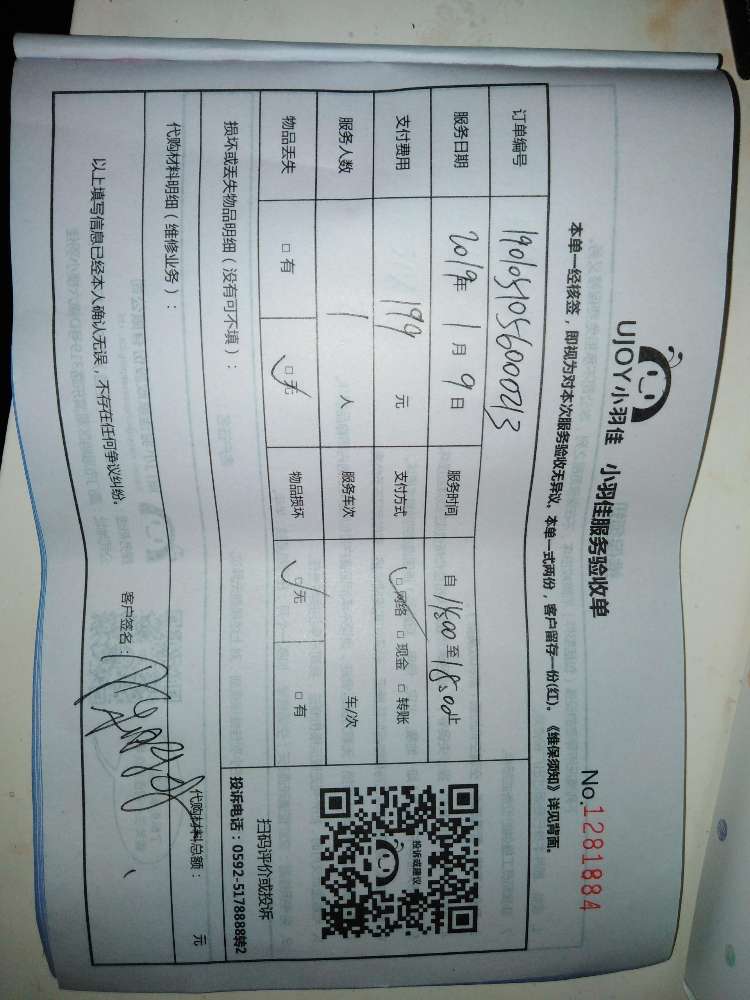 UJOY小羽佳 小羽佳服务验收单
No.1281884
本单一经核签，即视为对本次服务验收无异议。本单一式两份，客户留存一份(红)。《维保须知》详见背面。
订单编号 1901051056000213
服务日期 2019年 1月 9日 服务时间 自 14:00 至 18:00止
支付费用 199 元 支付方式 ☑网络 □现金 □转账
服务人数 1 人 服务车次 车/次
物品丢失 □有 ☑无 物品损坏 ☑无 □有
投诉或建议
扫码评价或投诉
投诉电话：0592-5178888转2
损坏或丢失物品明细（没有可不填）：
代购材料明细（维修业务）： 代购材料总额： 元
以上填写信息已经本人确认无误，不存在任何争议纠纷。 客户签名：